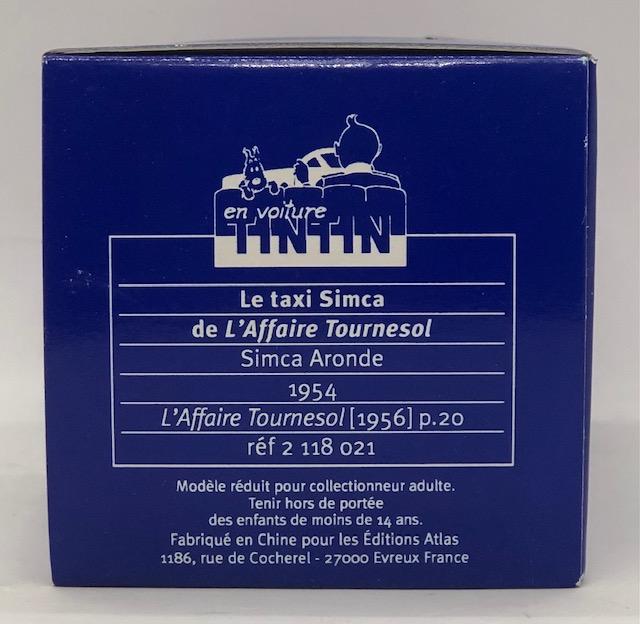 en voiture
TINTIN
Le taxi Simca
de L'Affaire Tournesol
Simca Aronde
1954
L'Affaire Tournesol [1956] p.20
réf 2 118 021
Modèle réduit pour collectionneur adulte.
Tenir hors de portée
des enfants de moins de 14 ans.
Fabriqué en Chine pour les Éditions Atlas
1186, rue de Cocherel - 27000 Evreux France